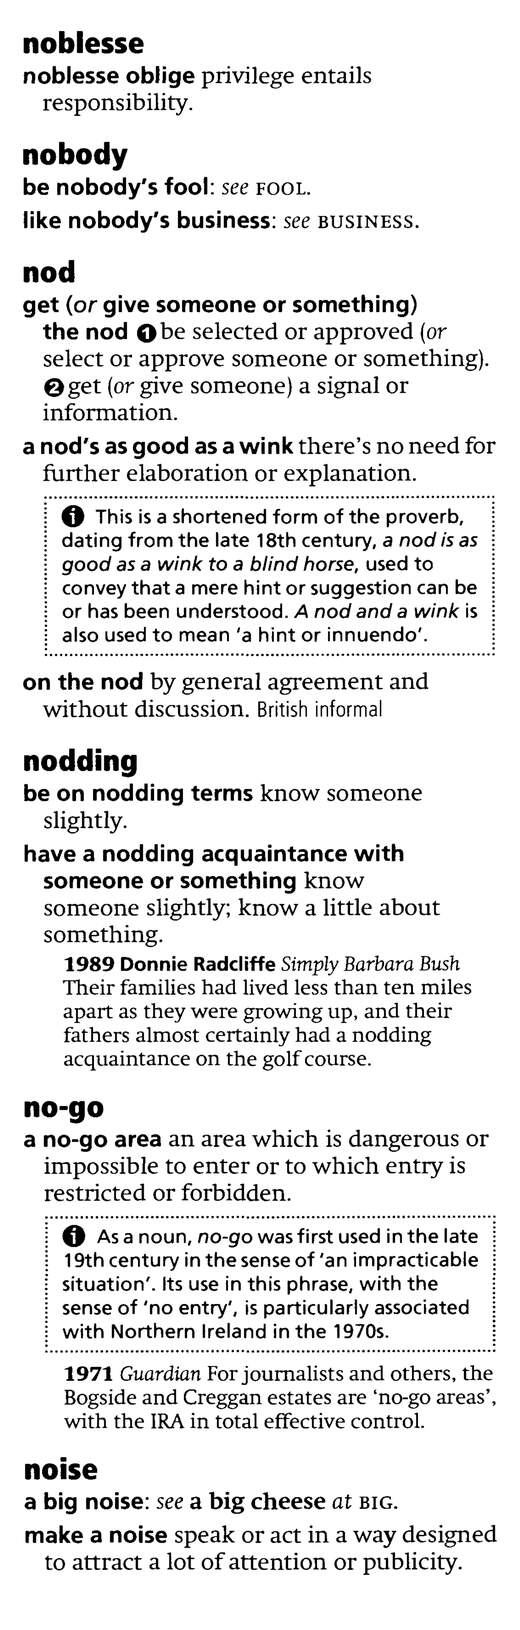 noblesse
noblesse oblige privilege entails
responsibility.
nobody
be nobody's fool: see FOOL.
like nobody's business: see BUSINESS.
nod
get (or give someone or something)
the nod ❶ be selected or approved (or
select or approve someone or something).
❷ get (or give someone) a signal or
information.
a nod's as good as a wink there's no need for
further elaboration or explanation.
ℹ This is a shortened form of the proverb,
dating from the late 18th century, a nod is as
good as a wink to a blind horse, used to
convey that a mere hint or suggestion can be
or has been understood. A nod and a wink is
also used to mean 'a hint or innuendo'.
on the nod by general agreement and
without discussion. British informal
nodding
be on nodding terms know someone
slightly.
have a nodding acquaintance with
someone or something know
someone slightly; know a little about
something.
1989 Donnie Radcliffe Simply Barbara Bush
Their families had lived less than ten miles
apart as they were growing up, and their
fathers almost certainly had a nodding
acquaintance on the golf course.
no-go
a no-go area an area which is dangerous or
impossible to enter or to which entry is
restricted or forbidden.
ℹ As a noun, no-go was first used in the late
19th century in the sense of 'an impracticable
situation'. Its use in this phrase, with the
sense of 'no entry', is particularly associated
with Northern Ireland in the 1970s.
1971 Guardian For journalists and others, the
Bogside and Creggan estates are 'no-go areas',
with the IRA in total effective control.
noise
a big noise: see a big cheese at BIG.
make a noise speak or act in a way designed
to attract a lot of attention or publicity.